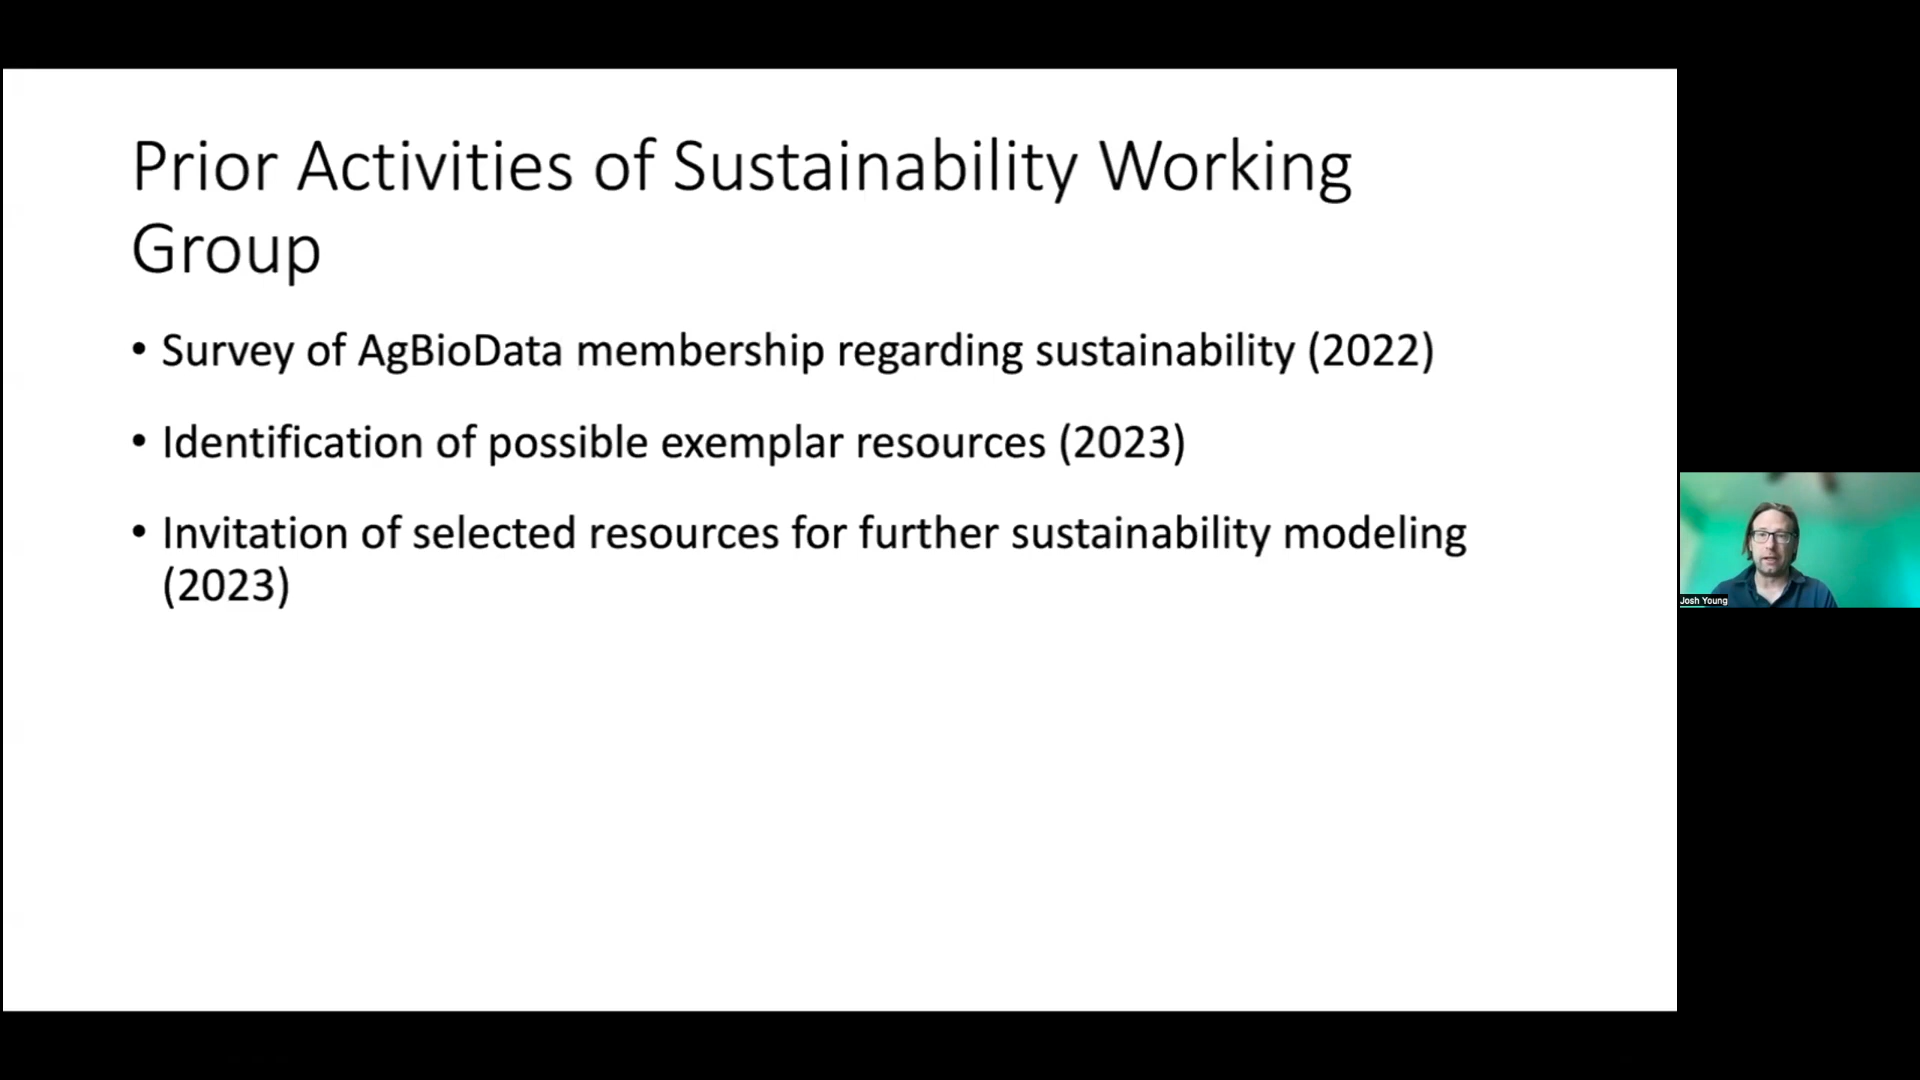 Prior Activities of Sustainability Working
Group
• Survey of AgBioData membership regarding sustainability (2022)
• Identification of possible exemplar resources (2023)
• Invitation of selected resources for further sustainability modeling
(2023)
Josh Young